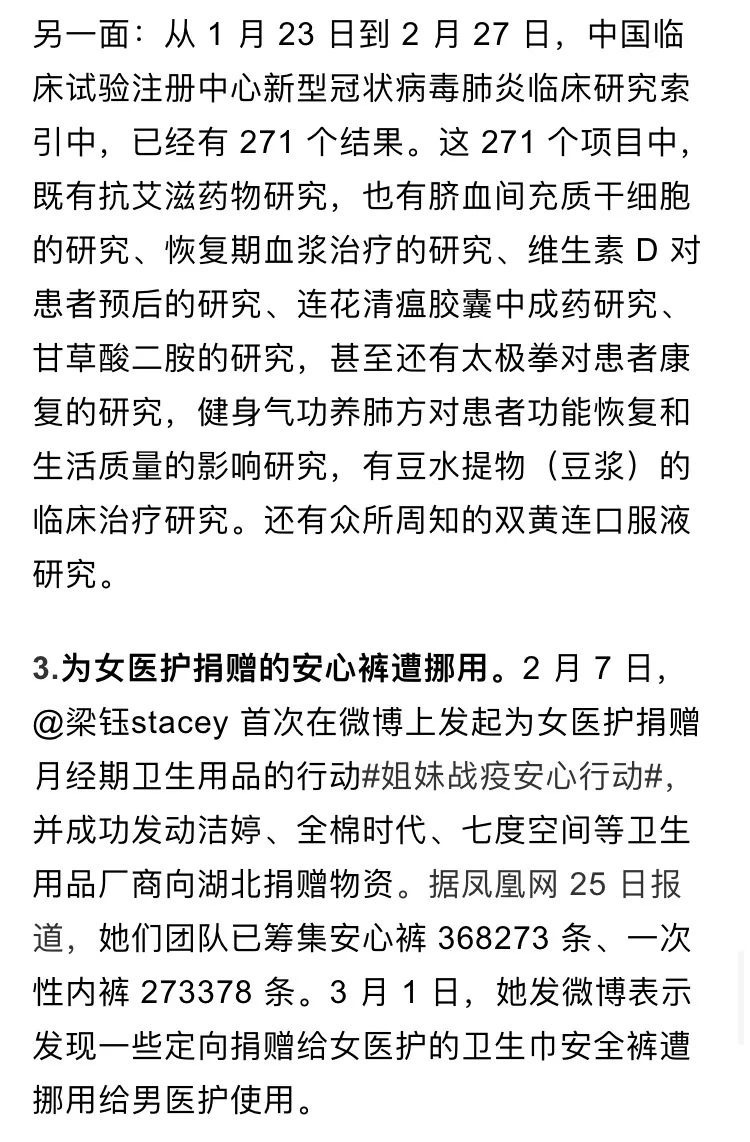 另一面：从 1 月 23 日到 2 月 27 日，中国临
床试验注册中心新型冠状病毒肺炎临床研究索
引中，已经有 271 个结果。这 271 个项目中，
既有抗艾滋药物研究，也有脐血间充质干细胞
的研究、恢复期血浆治疗的研究、维生素 D 对
患者预后的研究、连花清瘟胶囊中成药研究、
甘草酸二胺的研究，甚至还有太极拳对患者康
复的研究，健身气功养肺方对患者功能恢复和
生活质量的影响研究，有豆水提物（豆浆）的
临床治疗研究。还有众所周知的双黄连口服液
研究。
3.为女医护捐赠的安心裤遭挪用。2 月 7 日，
@梁钰stacey 首次在微博上发起为女医护捐赠
月经期卫生用品的行动#姐妹战疫安心行动#，
并成功发动洁婷、全棉时代、七度空间等卫生
用品厂商向湖北捐赠物资。据凤凰网 25 日报
道，她们团队已筹集安心裤 368273 条、一次
性内裤 273378 条。3 月 1 日，她发微博表示
发现一些定向捐赠给女医护的卫生巾安全裤遭
挪用给男医护使用。